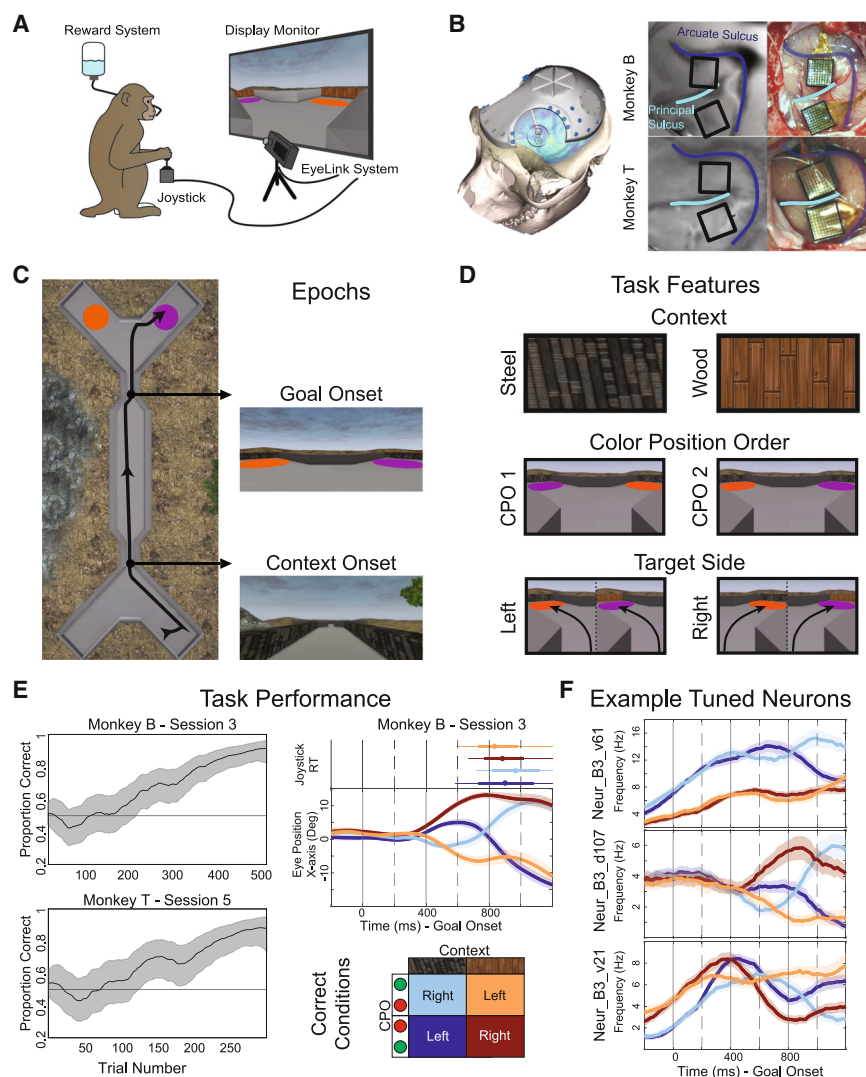 A
Reward System
Display Monitor
EyeLink System
Joystick
B
Monkey B
Arcuate Sulcus
Principal
Sulcus
Monkey T
C
Epochs
Goal Onset
Context Onset
D
Task Features
Context
Steel
Wood
Color Position Order
CPO 1
CPO 2
Target Side
Left
Right
E
Task Performance
Monkey B - Session 3
Proportion Correct
1
0.8
0.6
0.4
0.2
100 200 300 400 500
Monkey T - Session 5
Proportion Correct
1
0.8
0.6
0.4
0.2
50 100 150 200 250
Trial Number
Monkey B - Session 3
Joystick
RT
Eye Position
X-axis (Deg)
10
0
-10
0 400 800
Time (ms) - Goal Onset
Correct
Conditions
Context
CPO
Right Left
Left Right
F
Example Tuned Neurons
Neur_B3_v61
Frequency (Hz)
16
12
8
4
Neur_B3_d107
Frequency (Hz)
6
4
2
Neur_B3_v21
Frequency (Hz)
8
6
4
2
0 400 800
Time (ms) - Goal Onset